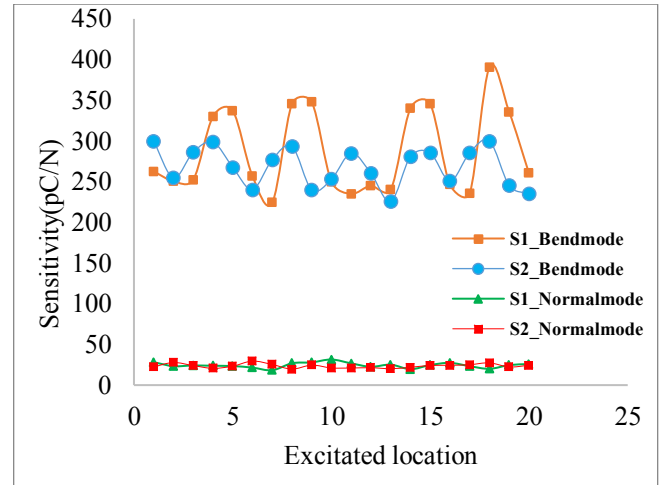 450
400
350
300
250
200
150
100
50
0
Sensitivity(pC/N)
S1_Bendmode
S2_Bendmode
S1_Normalmode
S2_Normalmode
0 5 10 15 20 25
Excitated location